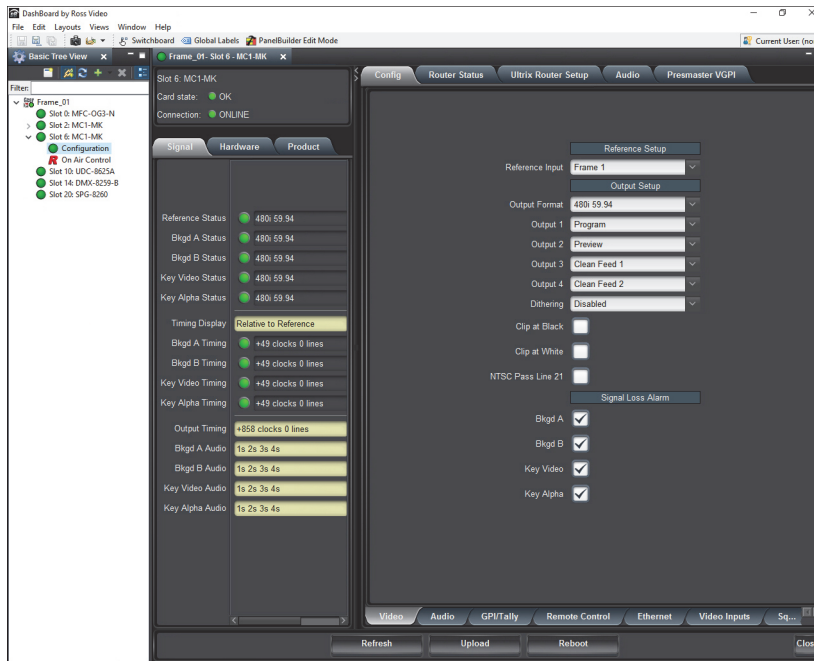 DashBoard by Ross Video
File Edit Layouts Views Window Help
Switchboard Global Labels PanelBuilder Edit Mode
Current User: (no
Basic Tree View
Filter:
Frame_01
Slot 0: MFC-OG3-N
Slot 2: MC1-MK
Slot 6: MC1-MK
Configuration
On Air Control
Slot 10: UDC-8625A
Slot 14: DMX-8259-B
Slot 20: SPG-8260
Frame_01- Slot 6 - MC1-MK
Slot 6: MC1-MK
Card state: OK
Connection: ONLINE
Signal Hardware Product
Reference Status 480i 59.94
Bkgd A Status 480i 59.94
Bkgd B Status 480i 59.94
Key Video Status 480i 59.94
Key Alpha Status 480i 59.94
Timing Display Relative to Reference
Bkgd A Timing +49 clocks 0 lines
Bkgd B Timing +49 clocks 0 lines
Key Video Timing +49 clocks 0 lines
Key Alpha Timing +49 clocks 0 lines
Output Timing +858 clocks 0 lines
Bkgd A Audio 1s 2s 3s 4s
Bkgd B Audio 1s 2s 3s 4s
Key Video Audio 1s 2s 3s 4s
Key Alpha Audio 1s 2s 3s 4s
Config Router Status Ultrix Router Setup Audio Presmaster VGPI
Reference Setup
Reference Input Frame 1
Output Setup
Output Format 480i 59.94
Output 1 Program
Output 2 Preview
Output 3 Clean Feed 1
Output 4 Clean Feed 2
Dithering Disabled
Clip at Black
Clip at White
NTSC Pass Line 21
Signal Loss Alarm
Bkgd A
Bkgd B
Key Video
Key Alpha
Video Audio GPI/Tally Remote Control Ethernet Video Inputs Sq...
Refresh Upload Reboot Clos